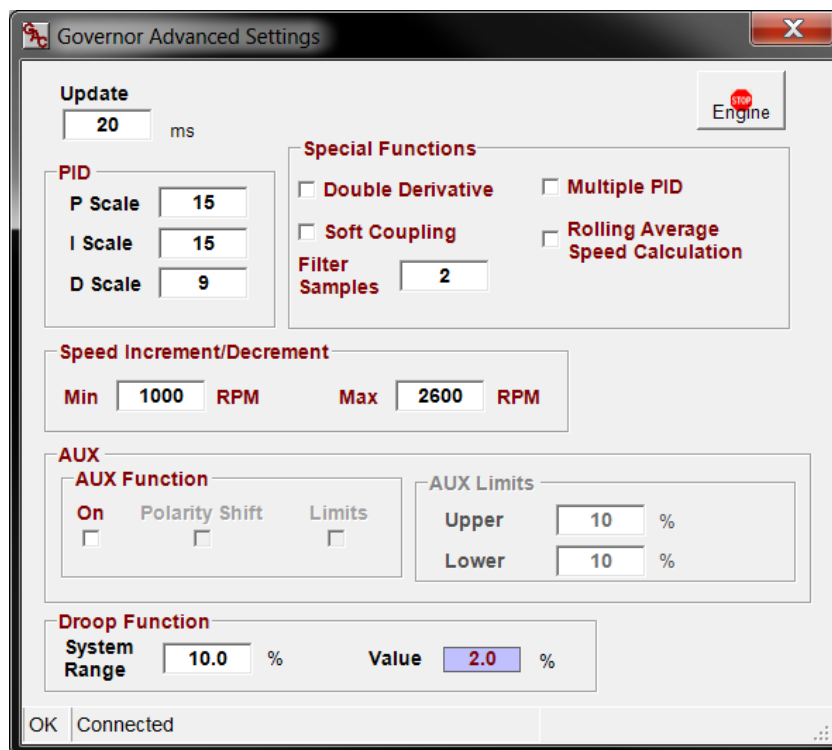 GAC Governor Advanced Settings X
Update
20 ms
STOP
Engine
PID
P Scale 15
I Scale 15
D Scale 9
Special Functions
Double Derivative
Multiple PID
Soft Coupling
Rolling Average
Speed Calculation
Filter
Samples 2
Speed Increment/Decrement
Min 1000 RPM Max 2600 RPM
AUX
AUX Function
On Polarity Shift Limits
AUX Limits
Upper 10 %
Lower 10 %
Droop Function
System
Range 10.0 % Value 2.0 %
OK Connected